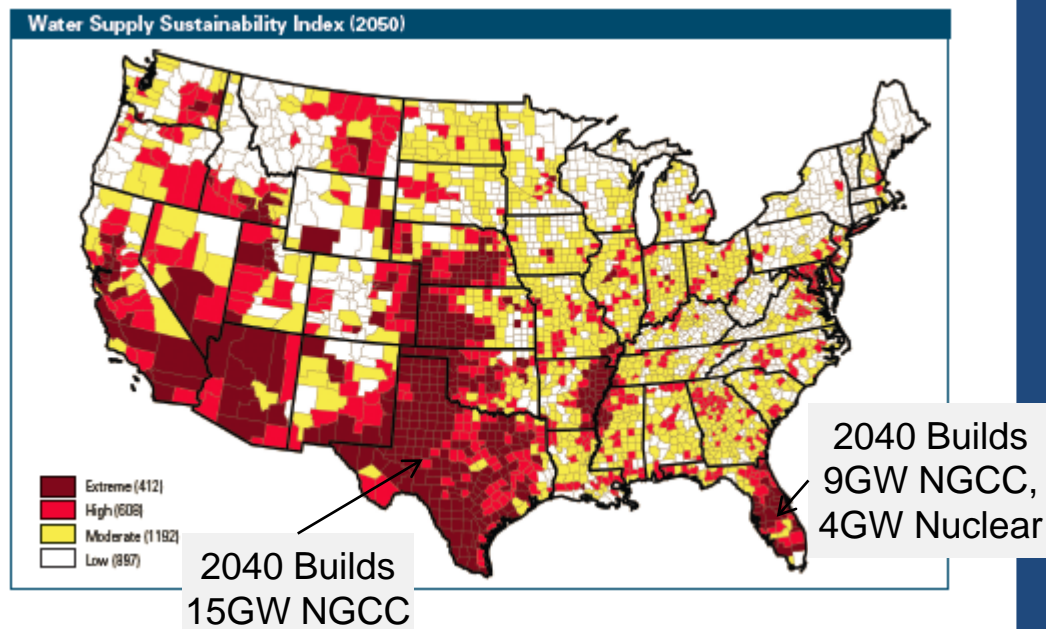 Water Supply Sustainability Index (2050)
Extreme (412)
High (608)
Moderate (1192)
Low (897)
2040 Builds
15GW NGCC
2040 Builds
9GW NGCC,
4GW Nuclear